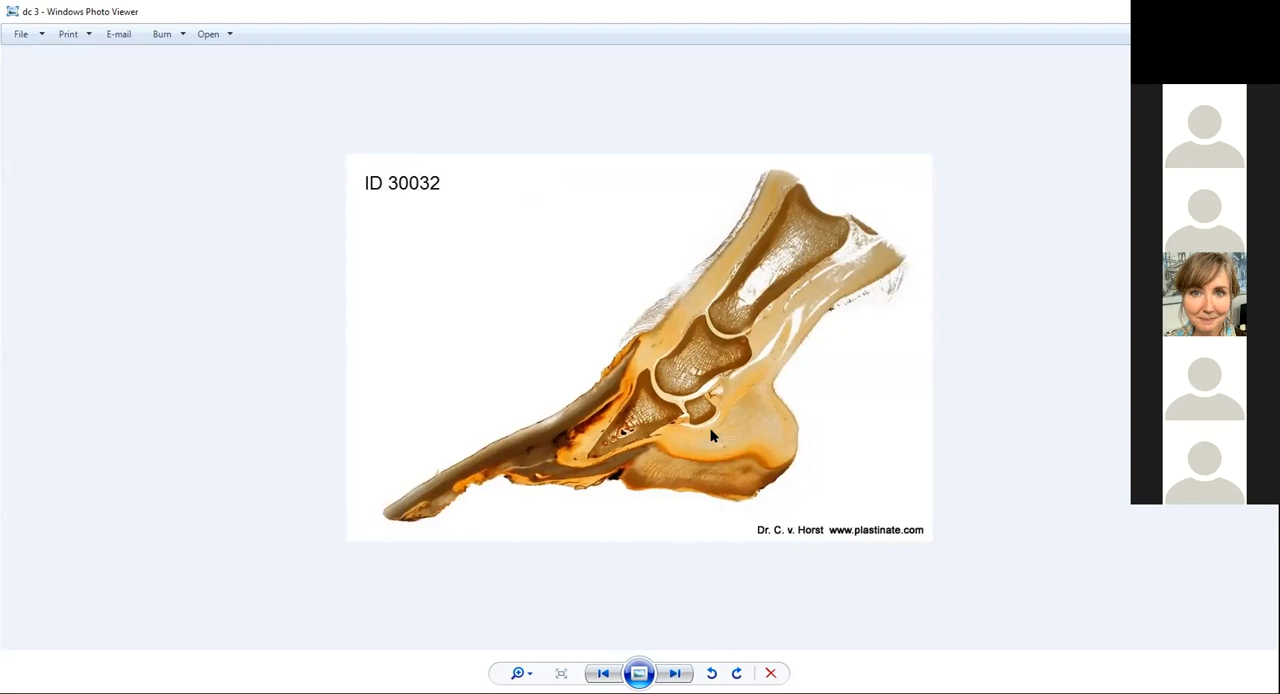 dc 3 - Windows Photo Viewer
File Print E-mail Burn Open
ID 30032
Dr. C. v. Horst www.plastinate.com